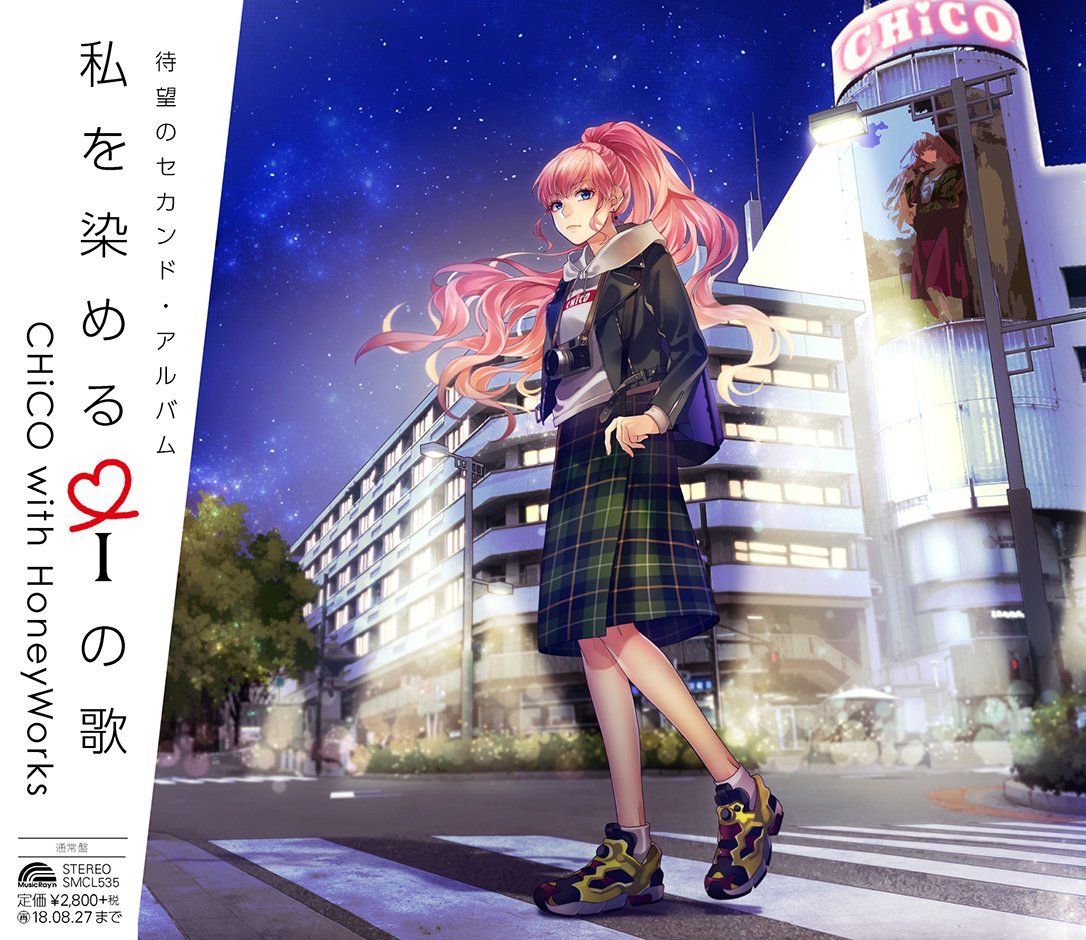 待望のセカンド・アルバム
私を染めるIの歌
CHiCO with HoneyWorks
通常盤
MusicRay'n
STEREO
SMCL535
定価¥2,800+税
再18.08.27まで
CHiCO
CHiCO